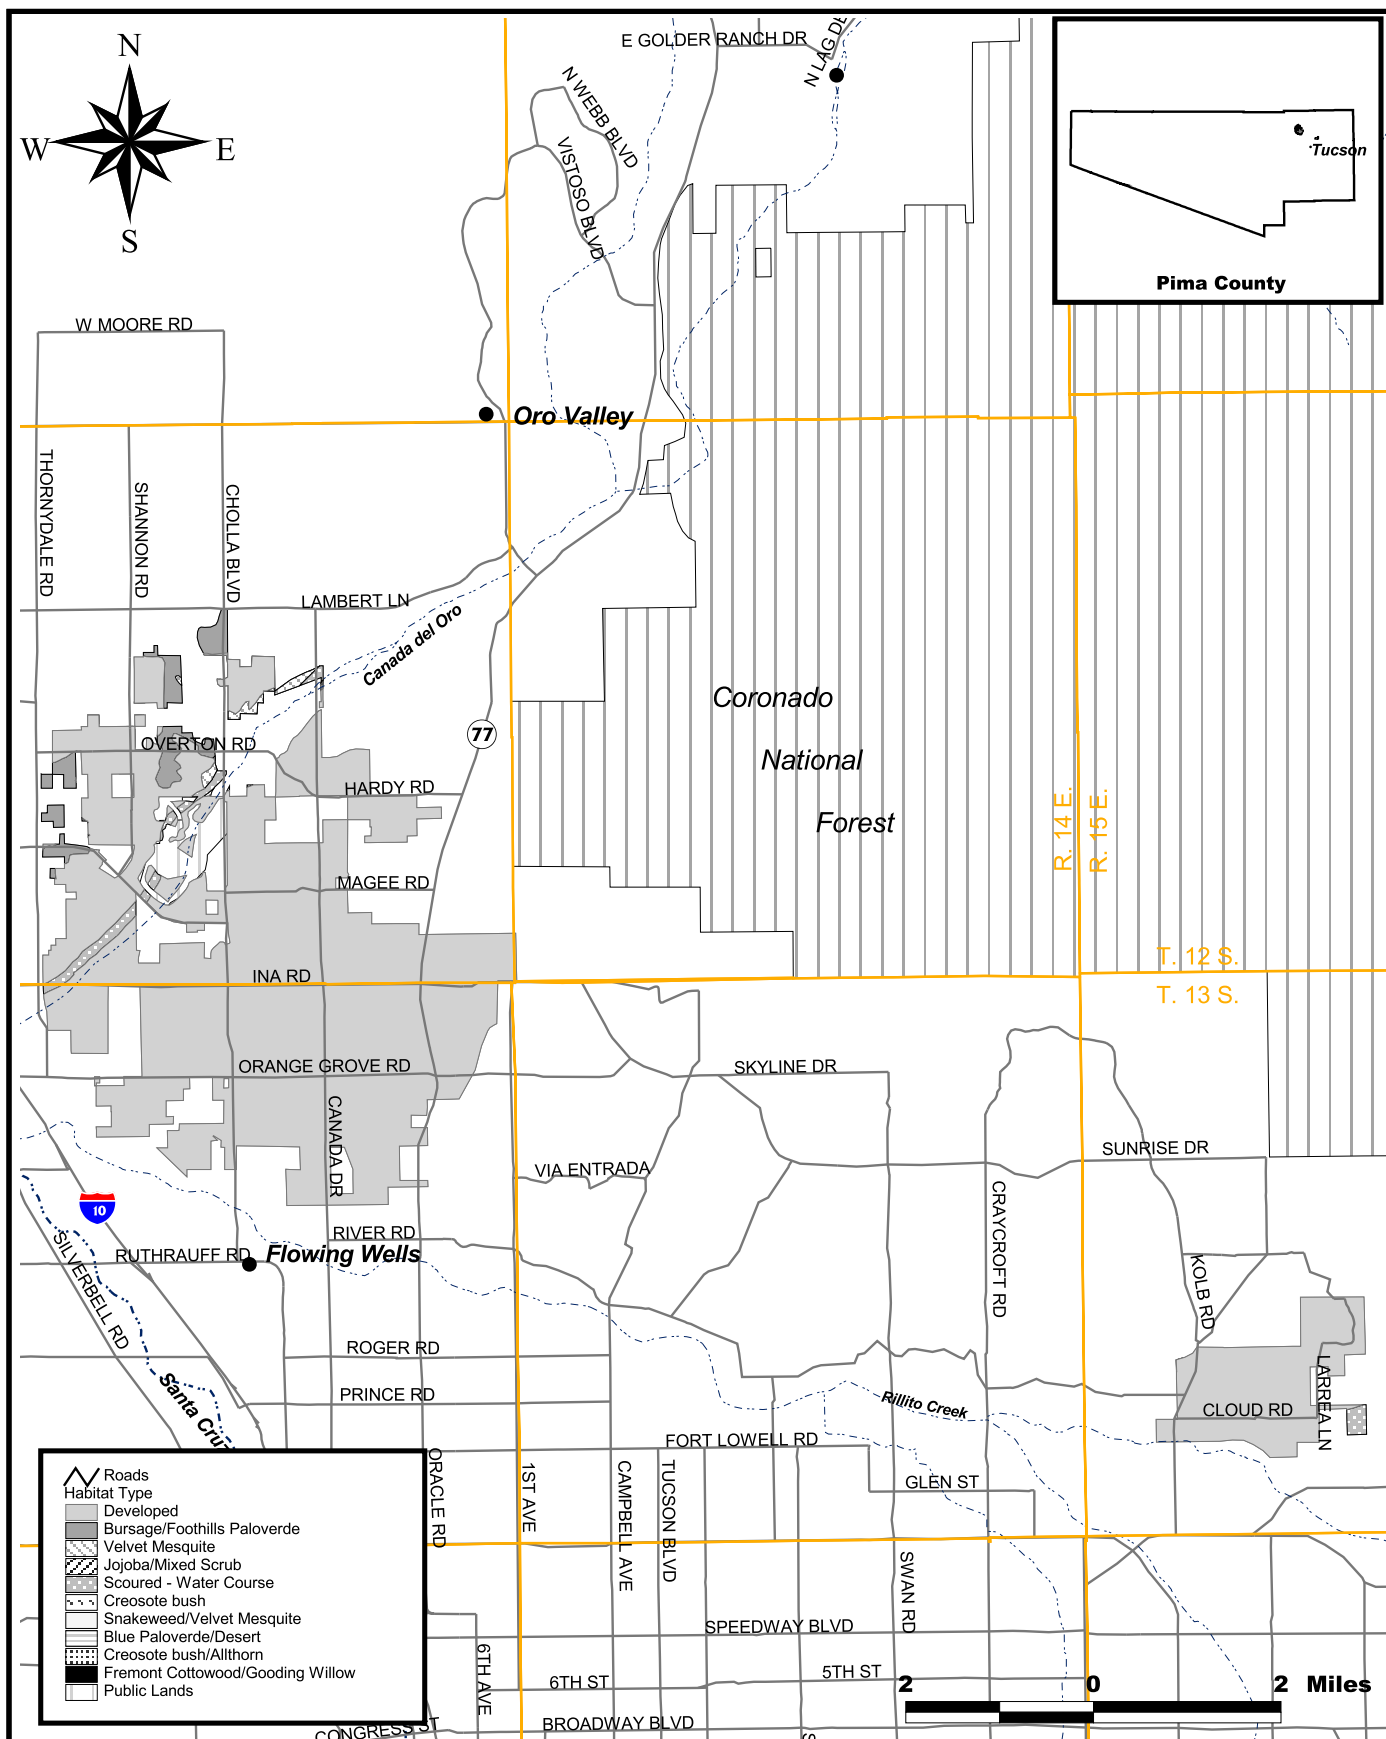 N
W
E
S
E GOLDER RANCH DR
N WEBB BLVD
VISTOSO BLVD
Tucson
Pima County
W MOORE RD
Oro Valley
THORNYDALE RD
SHANNON RD
CHOLLA BLVD
LAMBERT LN
Canada del Oro
Coronado
National
Forest
77
OVERTON RD
HARDY RD
R. 14 E.
R. 15 E.
MAGEE RD
T. 12 S.
INA RD
T. 13 S.
ORANGE GROVE RD
SKYLINE DR
CANADA DR
SUNRISE DR
VIA ENTRADA
CRAYCROFT RD
10
RIVER RD
RUTHRAUFF RD
Flowing Wells
SILVERBELL RD
KOLB RD
ROGER RD
PRINCE RD
Santa Cruz
Rillito Creek
CLOUD RD
LARREA LN
FORT LOWELL RD
ORACLE RD
1ST AVE
CAMPBELL AVE
TUCSON BLVD
GLEN ST
SWAN RD
Roads
Habitat Type
Developed
Bursage/Foothills Paloverde
Velvet Mesquite
Jojoba/Mixed Scrub
Scoured - Water Course
Creosote bush
Snakeweed/Velvet Mesquite
Blue Paloverde/Desert
Creosote bush/Allthorn
Fremont Cottowood/Gooding Willow
Public Lands
SPEEDWAY BLVD
6TH AVE
6TH ST
5TH ST
2 0 2 Miles
CONGRESS ST
BROADWAY BLVD